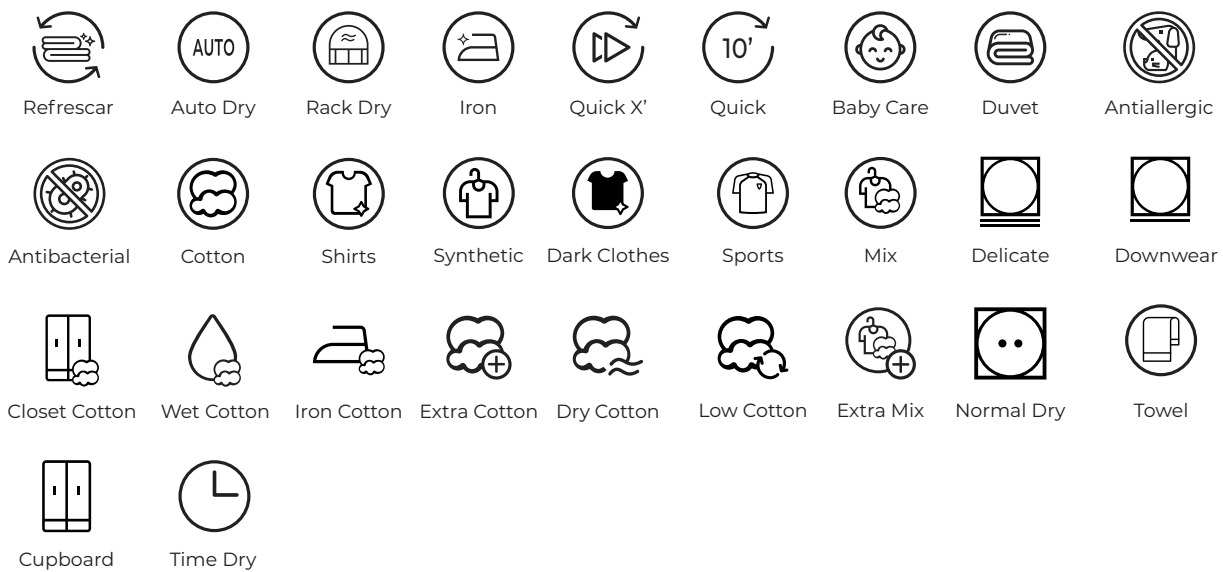 AUTO
10’
Refrescar Auto Dry Rack Dry Iron Quick X’ Quick Baby Care Duvet Antiallergic
Antibacterial Cotton Shirts Synthetic Dark Clothes Sports Mix Delicate Downwear
Closet Cotton Wet Cotton Iron Cotton Extra Cotton Dry Cotton Low Cotton Extra Mix Normal Dry Towel
Cupboard Time Dry